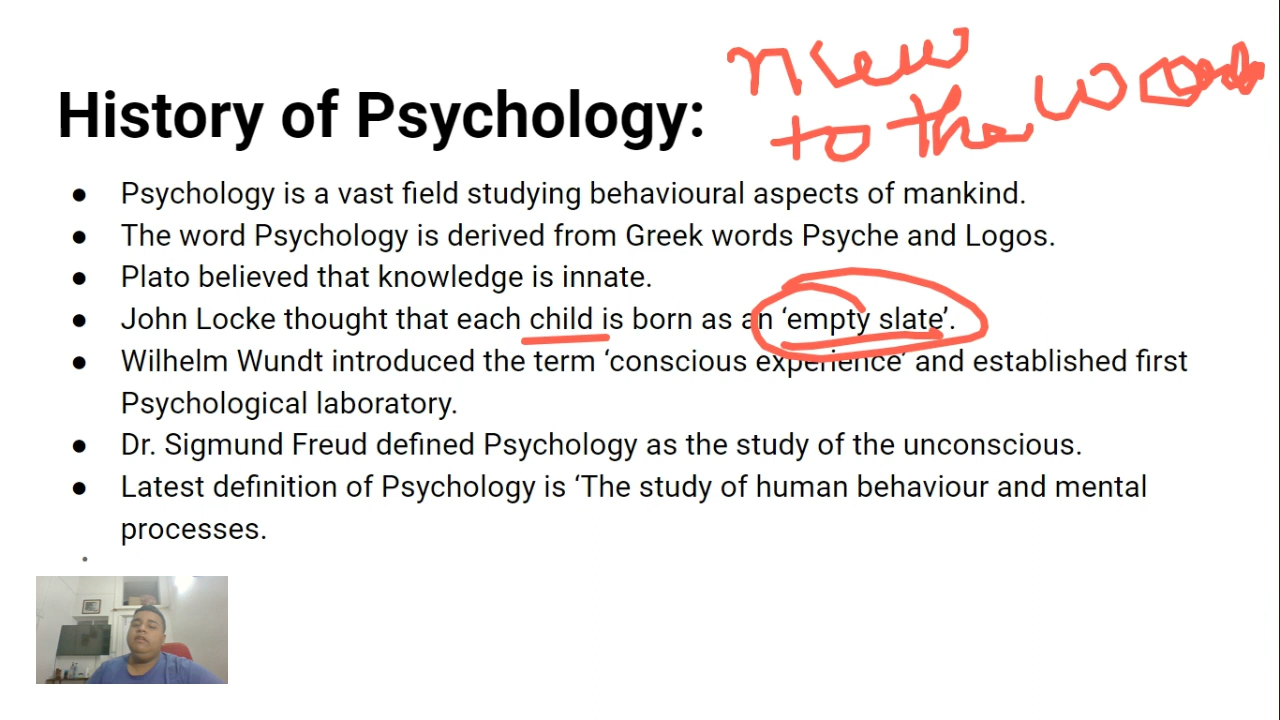 new
to the
History of Psychology:
● Psychology is a vast field studying behavioural aspects of mankind.
● The word Psychology is derived from Greek words Psyche and Logos.
● Plato believed that knowledge is innate.
● John Locke thought that each child is born as an ‘empty slate’.
● Wilhelm Wundt introduced the term ‘conscious experience’ and established first
Psychological laboratory.
● Dr. Sigmund Freud defined Psychology as the study of the unconscious.
● Latest definition of Psychology is ‘The study of human behaviour and mental
processes.